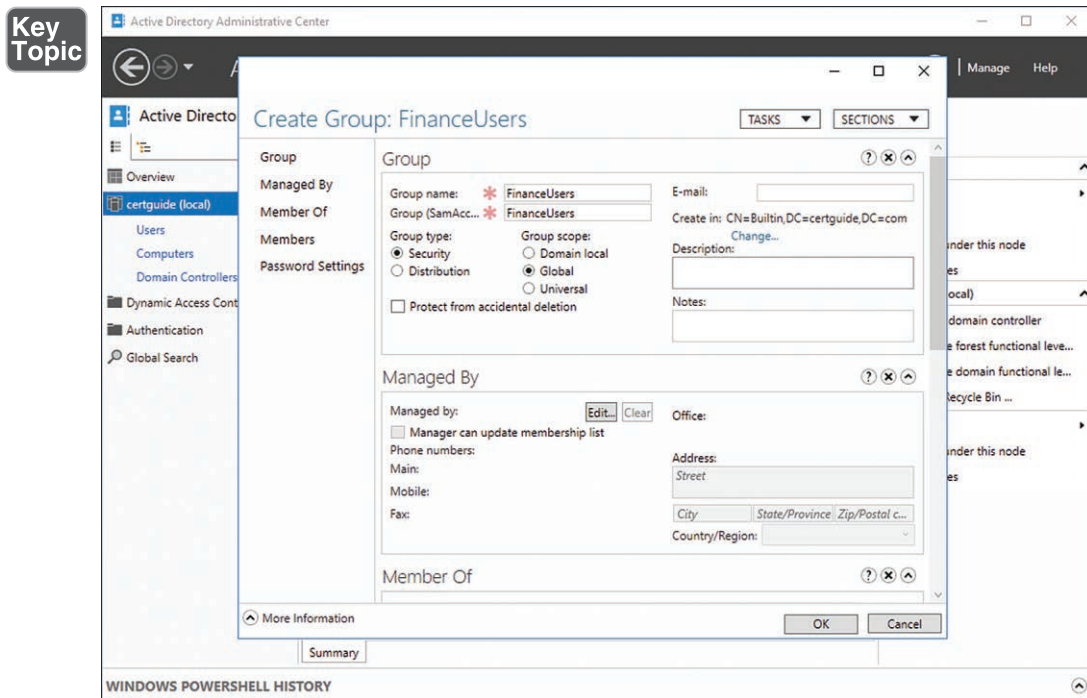 Key
Topic
Active Directory Administrative Center
Manage Help
Active Directo
Overview
certguide (local)
Users
Computers
Domain Controllers
Dynamic Access Cont
Authentication
Global Search
Create Group: FinanceUsers
TASKS
SECTIONS
Group
Managed By
Member Of
Members
Password Settings
Group
Group name: FinanceUsers
Group (SamAcc... FinanceUsers
Group type:
Security
Distribution
Group scope:
Domain local
Global
Universal
Protect from accidental deletion
E-mail:
Create in: CN=Builtin,DC=certguide,DC=com
Change...
Description:
Notes:
Managed By
Managed by: Edit... Clear
Manager can update membership list
Phone numbers:
Main:
Mobile:
Fax:
Office:
Address:
Street
City State/Province Zip/Postal c...
Country/Region:
Member Of
More Information
OK Cancel
under this node
es
ocal)
domain controller
e forest functional leve...
e domain functional le...
Recycle Bin ...
under this node
es
Summary
WINDOWS POWERSHELL HISTORY